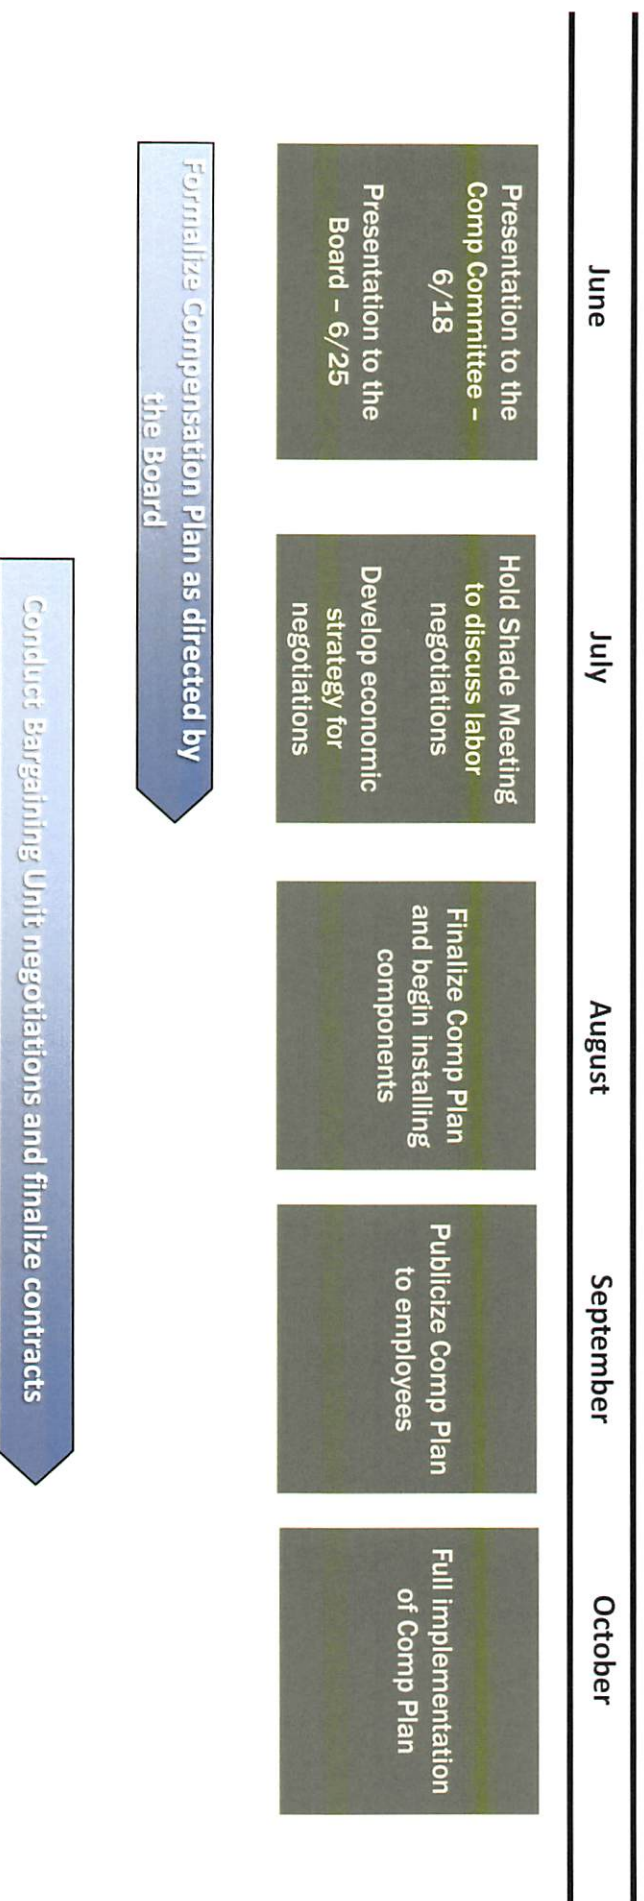 June
July
August
September
October
Presentation to the
Comp Committee –
6/18
Presentation to the
Board – 6/25
Hold Shade Meeting
to discuss labor
negotiations
Develop economic
strategy for
negotiations
Finalize Comp Plan
and begin installing
components
Publicize Comp Plan
to employees
Full implementation
of Comp Plan
Formalize Compensation Plan as directed by
the Board
Conduct Bargaining Unit negotiations and finalize contracts